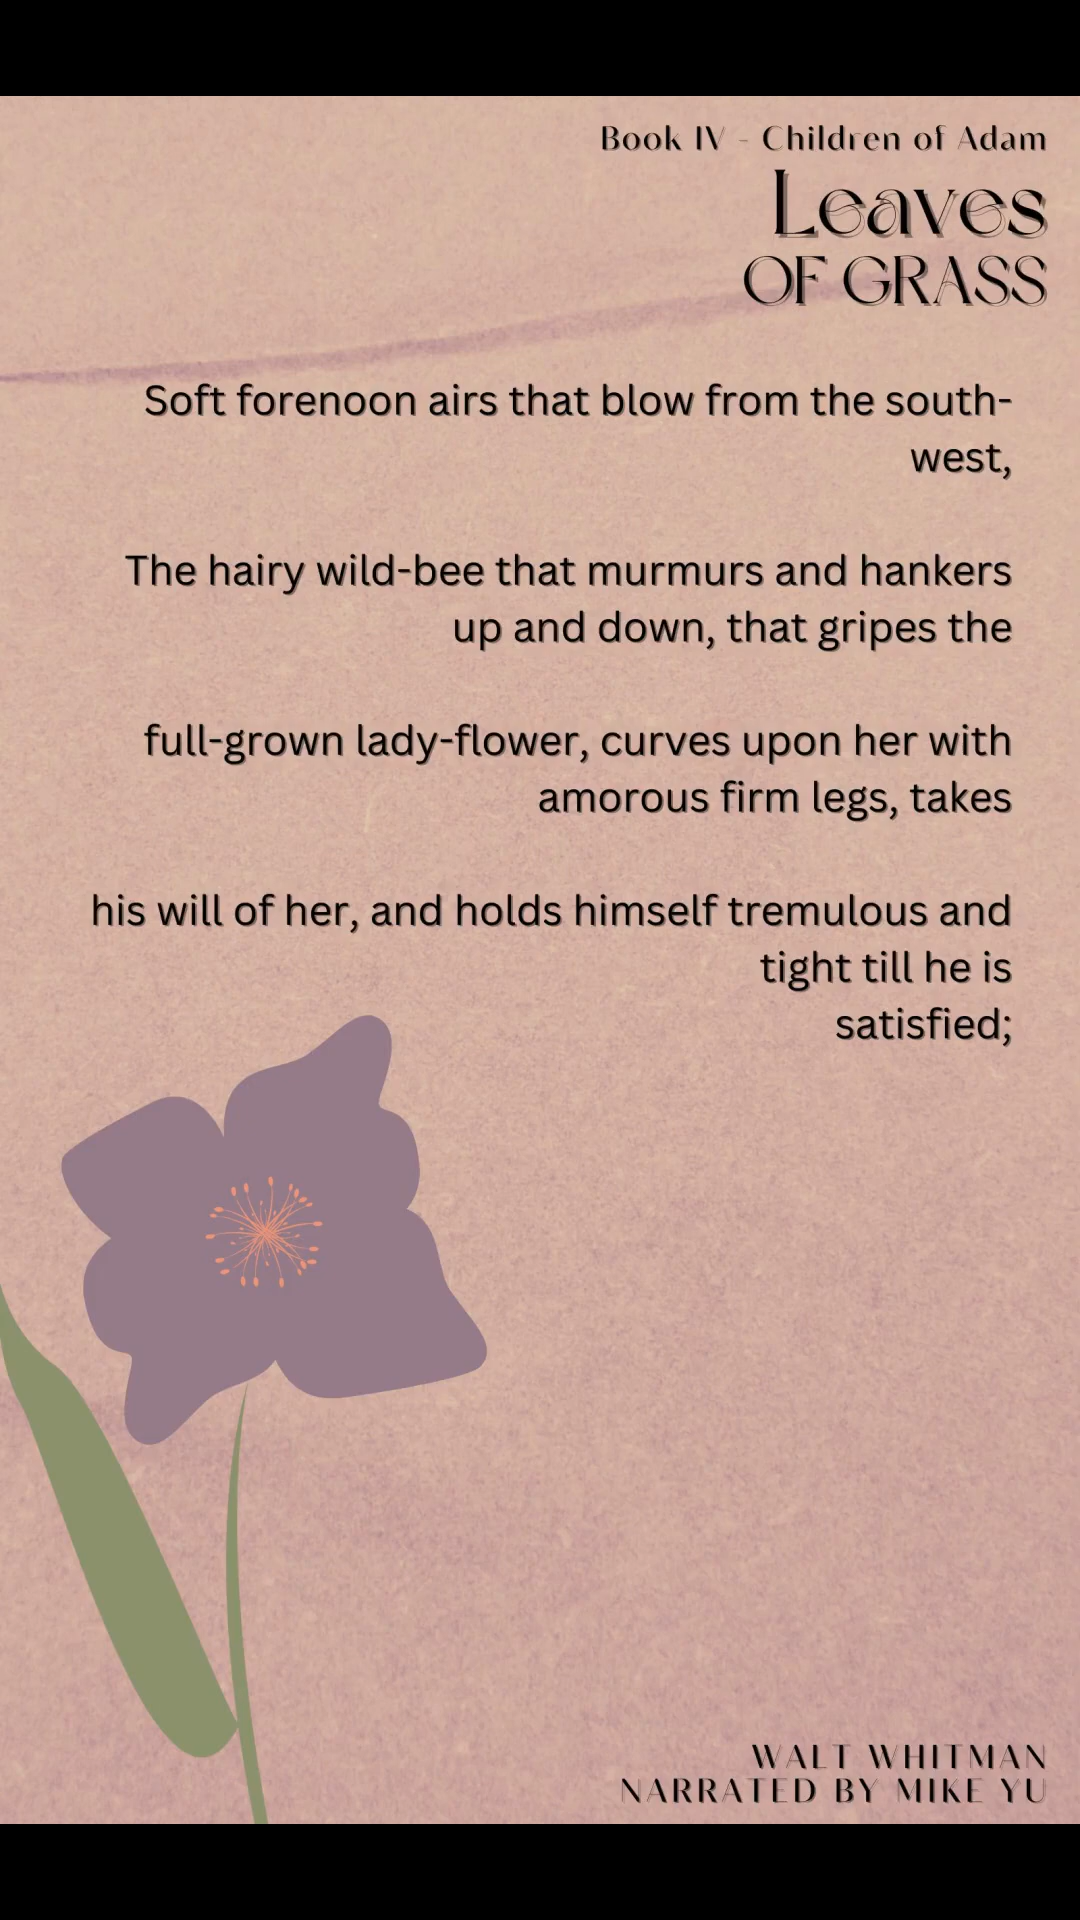 Book IV - Children of Adam
Leaves
OF GRASS
Soft forenoon airs that blow from the south-
west,
The hairy wild-bee that murmurs and hankers
up and down, that gripes the
full-grown lady-flower, curves upon her with
amorous firm legs, takes
his will of her, and holds himself tremulous and
tight till he is
satisfied;
WALT WHITMAN
NARRATED BY MIKE YU